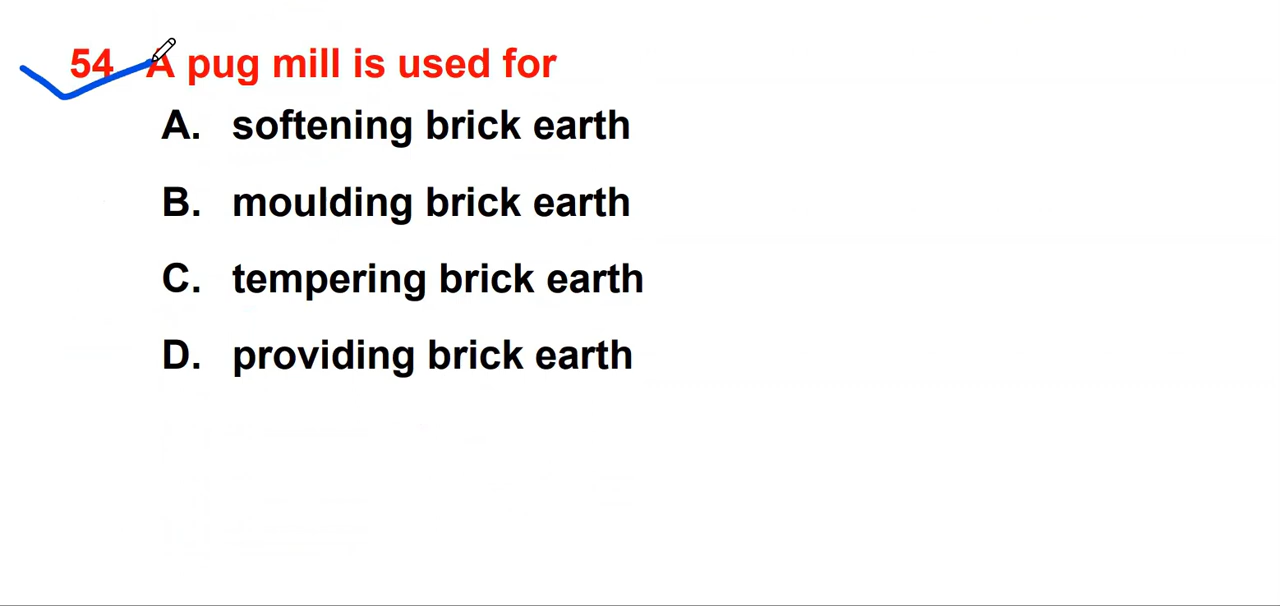 54 A pug mill is used for
A. softening brick earth
B. moulding brick earth
C. tempering brick earth
D. providing brick earth